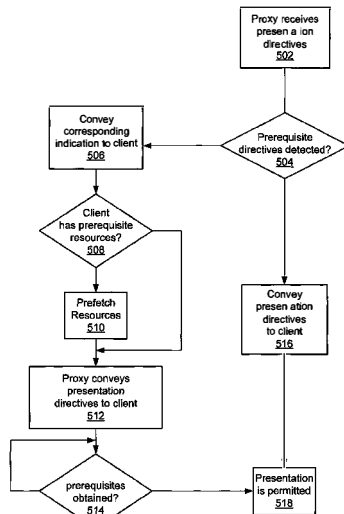 Proxy receives
presen a ion
directives
502
Convey
corresponding
indication to client
506
Prerequisite
directives detected?
504
Client
has prerequisite
resources?
508
Prefetch
Resources
510
Convey
presen ation
directives
to client
516
Proxy conveys
presentation
directives to client
512
prerequisites
obtained?
514
Presentation
is permitted
518